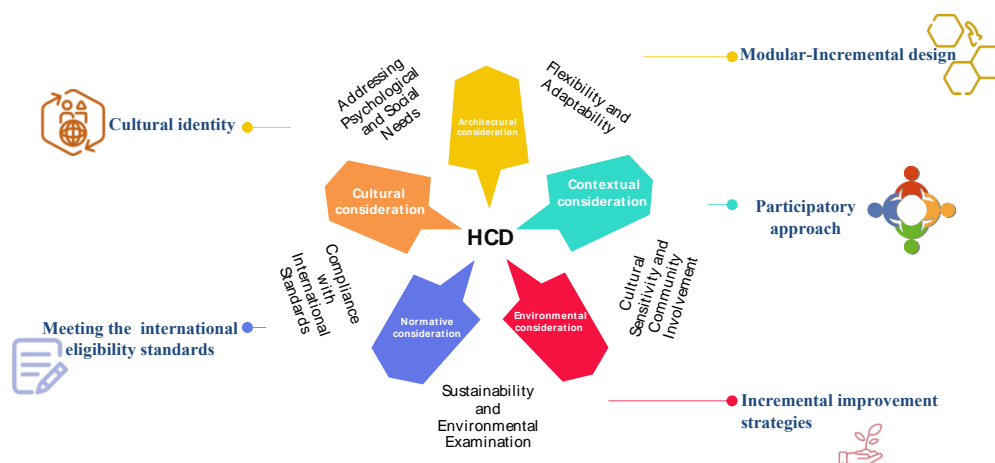 Modular-Incremental design
Addressing
Psychological
and Social
Needs
Flexibility and
Adaptability
Cultural identity
Architectural
consideration
Cultural
consideration
Contextual
consideration
Participatory
approach
HCD
Compliance
with
International
Standards
Cultural
Sensitivity and
Community
Involvement
Normative
consideration
Environmental
consideration
Meeting the international
eligibility standards
Sustainability
and
Environmental
Examination
Incremental improvement
strategies